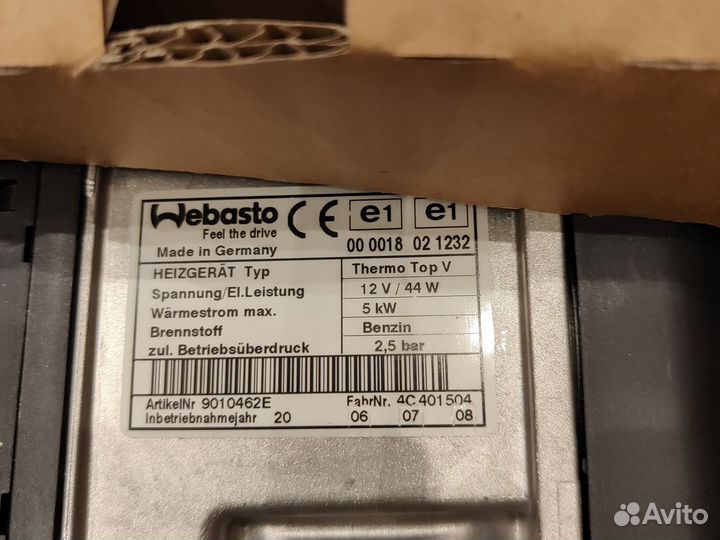 Webasto CE e1 e1
Feel the drive
Made in Germany 00 0018 02 1232
HEIZGERÄT Typ Thermo Top V
Spannung/El.Leistung 12 V / 44 W
Wärmestrom max. 5 kW
Brennstoff Benzin
zul. Betriebsüberdruck 2,5 bar
ArtikelNr 9010462E FahrNr. 4C 401504
Inbetriebnahmejahr 20 06 07 08
Avito